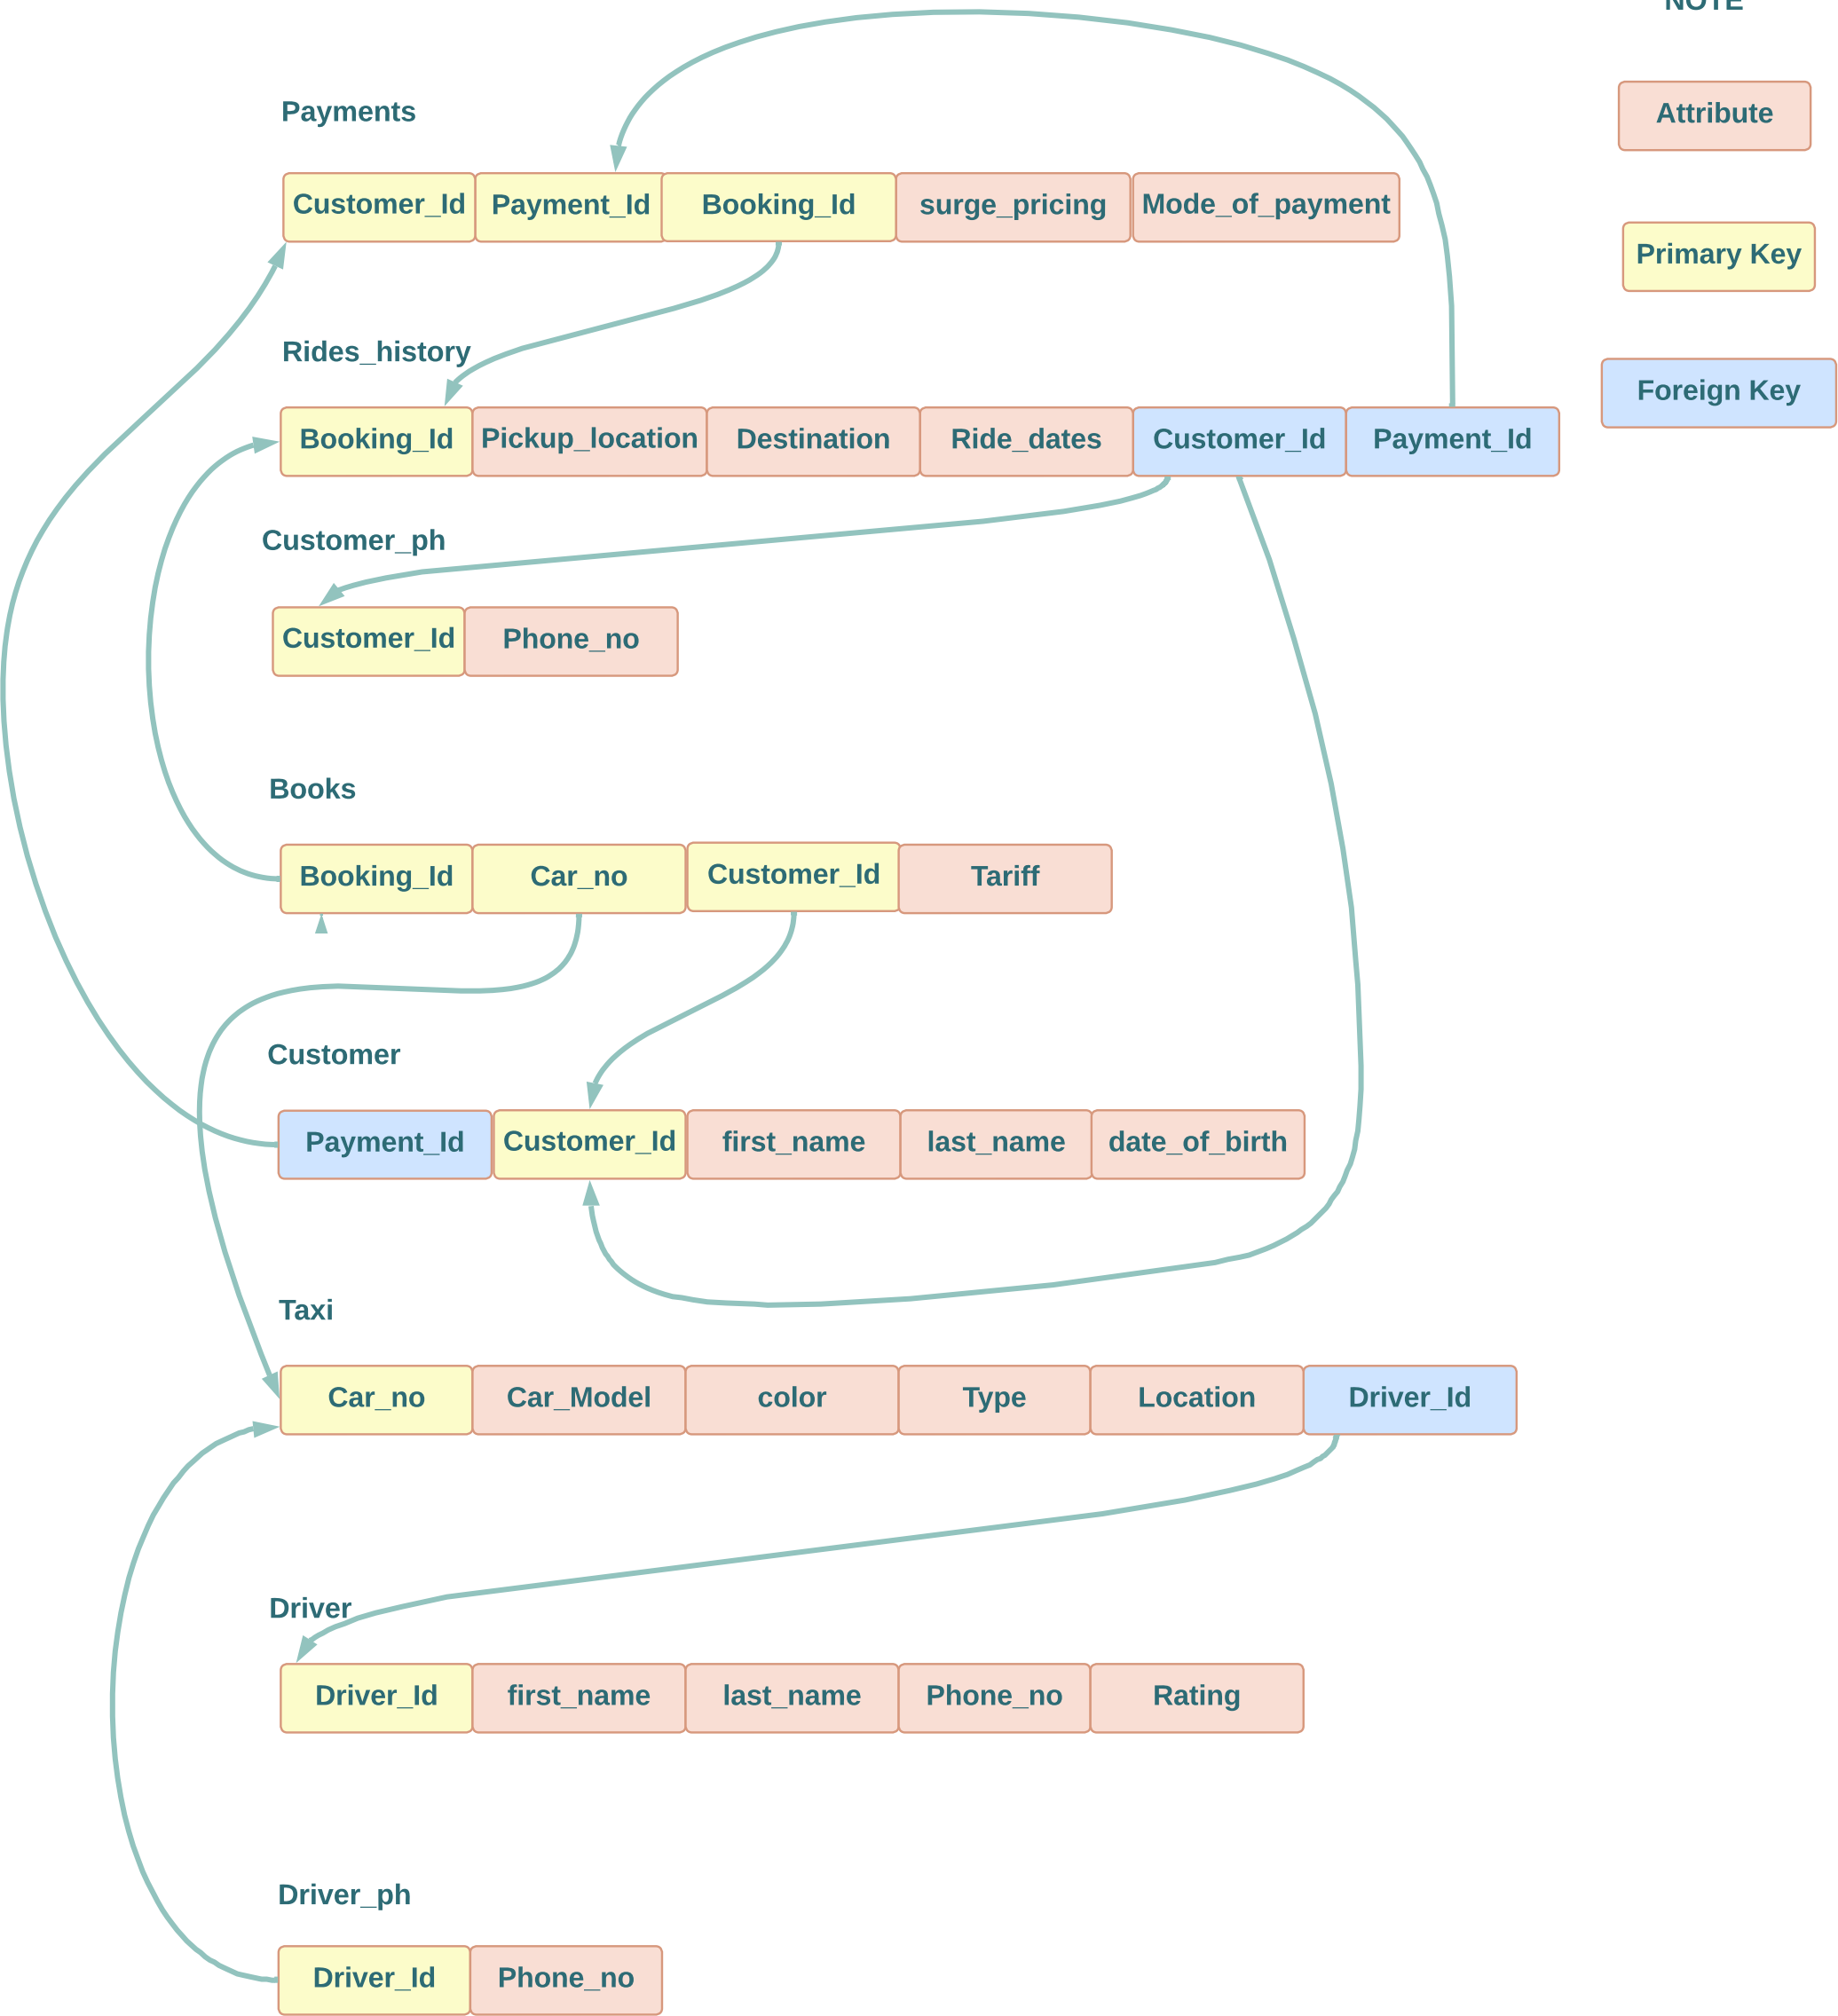 NOTE
Payments
Attribute
Customer_Id Payment_Id Booking_Id surge_pricing Mode_of_payment
Primary Key
Rides_history
Foreign Key
Booking_Id Pickup_location Destination Ride_dates Customer_Id Payment_Id
Customer_ph
Customer_Id Phone_no
Books
Booking_Id Car_no Customer_Id Tariff
Customer
Payment_Id Customer_Id first_name last_name date_of_birth
Taxi
Car_no Car_Model color Type Location Driver_Id
Driver
Driver_Id first_name last_name Phone_no Rating
Driver_ph
Driver_Id Phone_no